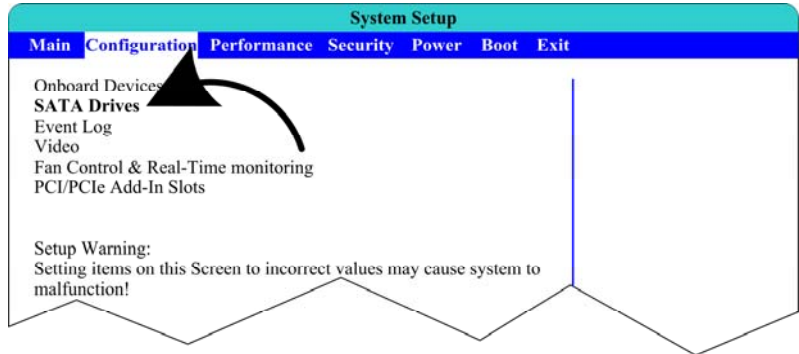 System Setup
Main Configuration Performance Security Power Boot Exit
Onboard Devices
SATA Drives
Event Log
Video
Fan Control & Real-Time monitoring
PCI/PCIe Add-In Slots
Setup Warning:
Setting items on this Screen to incorrect values may cause system to
malfunction!